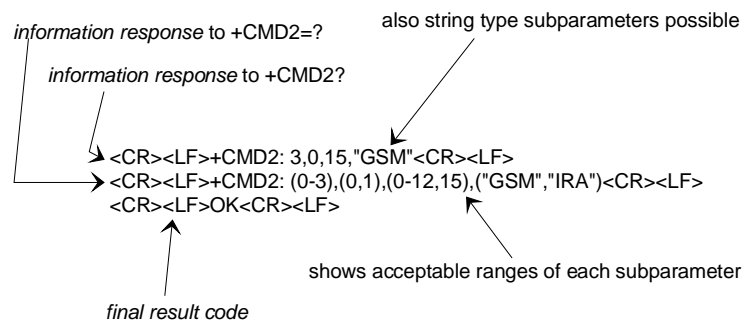 also string type subparameters possible
information response to +CMD2=?
information response to +CMD2?
<CR><LF>+CMD2: 3,0,15,"GSM"<CR><LF>
<CR><LF>+CMD2: (0-3),(0,1),(0-12,15),("GSM","IRA")<CR><LF>
<CR><LF>OK<CR><LF>
shows acceptable ranges of each subparameter
final result code